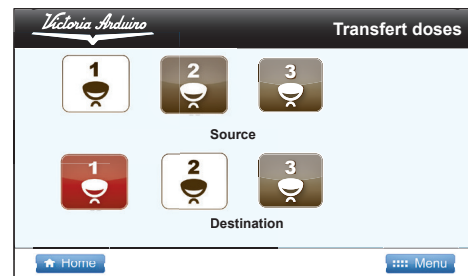 Victoria Arduino
Transfert doses
1 2 3
Source
1 2 3
Destination
Home Menu